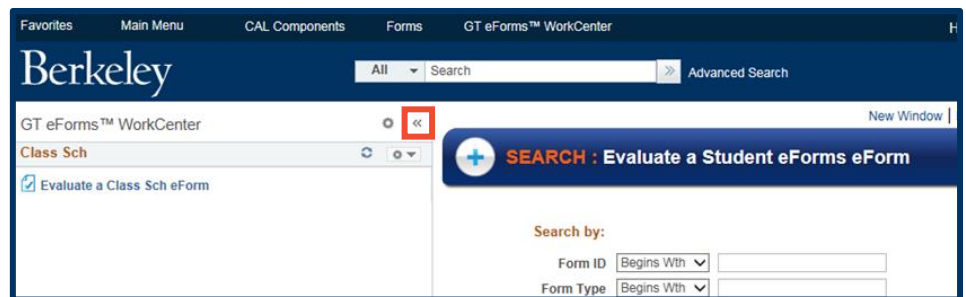 Favorites Main Menu CAL Components Forms GT eForms™ WorkCenter H
Berkeley All Search » Advanced Search
GT eForms™ WorkCenter «
New Window |
Class Sch
SEARCH : Evaluate a Student eForms eForm
Evaluate a Class Sch eForm
Search by:
Form ID Begins Wth
Form Type Begins Wth